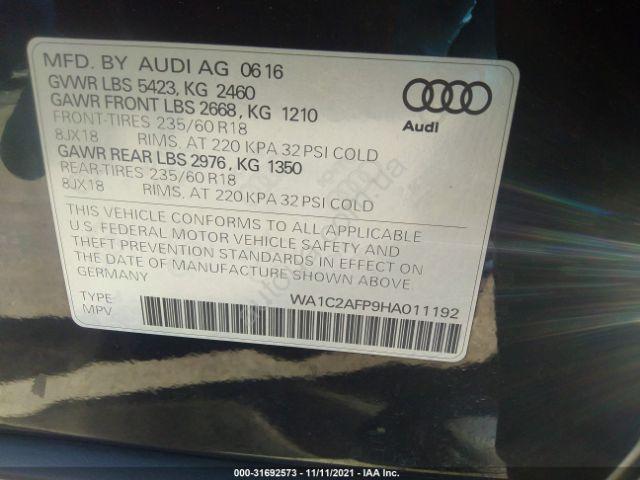 MFD. BY AUDI AG 0616
GVWR LBS 5423, KG 2460
GAWR FRONT LBS 2668, KG 1210
FRONT-TIRES 235/60 R18
8JX18 RIMS, AT 220 KPA 32 PSI COLD
GAWR REAR LBS 2976, KG 1350
REAR-TIRES 235/60 R18
8JX18 RIMS, AT 220 KPA 32 PSI COLD
Audi
THIS VEHICLE CONFORMS TO ALL APPLICABLE
U.S. FEDERAL MOTOR VEHICLE SAFETY AND
THEFT PREVENTION STANDARDS IN EFFECT ON
THE DATE OF MANUFACTURE SHOWN ABOVE
GERMANY
WA1C2AFP9HA011192
TYPE
MPV
000-31692573 - 11/11/2021 - IAA Inc.